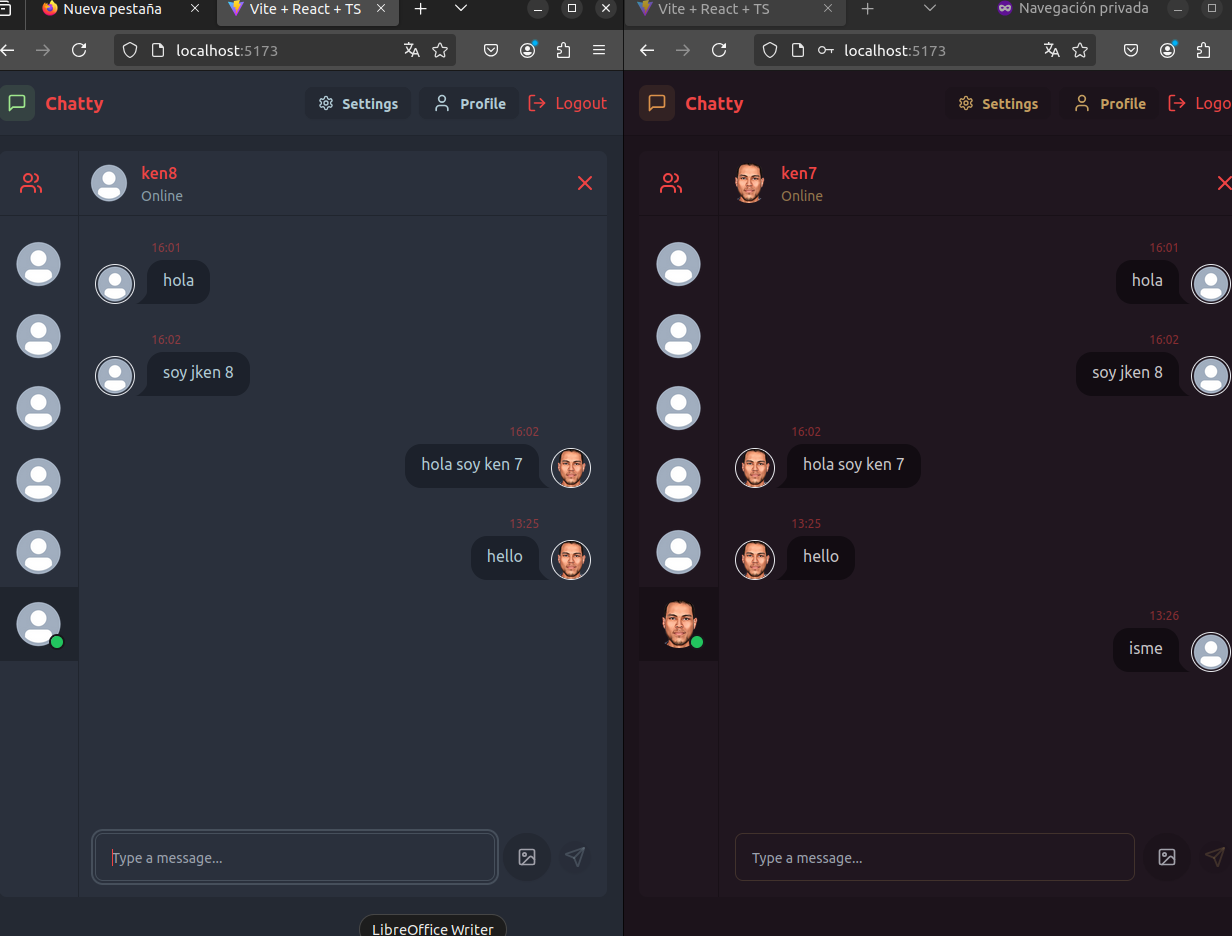 Nueva pestaña
Vite + React + TS
localhost:5173
Chatty
Settings
Profile
Logout
ken8
Online
16:01
hola
16:02
soy jken 8
16:02
hola soy ken 7
13:25
hello
Type a message...
LibreOffice Writer
Vite + React + TS
Navegación privada
localhost:5173
Chatty
Settings
Profile
Logo
ken7
Online
16:01
hola
16:02
soy jken 8
16:02
hola soy ken 7
13:25
hello
13:26
isme
Type a message...